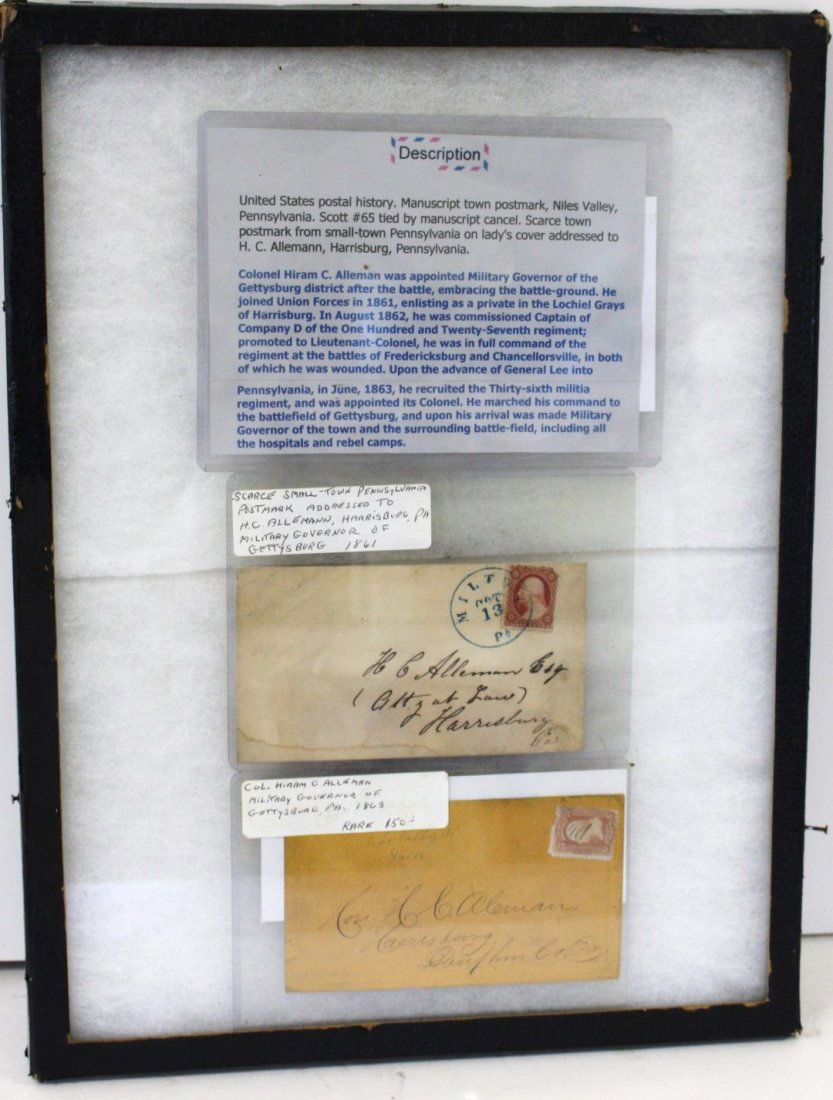 Description
United States postal history. Manuscript town postmark, Niles Valley,
Pennsylvania. Scott #65 tied by manuscript cancel. Scarce town
postmark from small-town Pennsylvania on lady's cover addressed to
H. C. Allemann, Harrisburg, Pennsylvania.
Colonel Hiram C. Alleman was appointed Military Governor of the
Gettysburg district after the battle, embracing the battle-ground. He
joined Union Forces in 1861, enlisting as a private in the Lochiel Grays
of Harrisburg. In August 1862, he was commissioned Captain of
Company D of the One Hundred and Twenty-Seventh regiment;
promoted to Lieutenant-Colonel, he was in full command of the
regiment at the battles of Fredericksburg and Chancellorsville, in both
of which he was wounded. Upon the advance of General Lee into
Pennsylvania, in June, 1863, he recruited the Thirty-sixth militia
regiment, and was appointed its Colonel. He marched his command to
the battlefield of Gettysburg, and upon his arrival was made Military
Governor of the town and the surrounding battle-field, including all
the hospitals and rebel camps.
SCARCE SMALL-TOWN PENNSYLVANIA
POSTMARK ADDRESSED TO
H.C ALLEMANN, HARRISBURG, PA
MILITARY GOVERNOR OF
GETTYSBURG 1861
MILT
OCT
13
PA
H C Alleman Esq
(Atty at Law)
Harrisburg
Pa
COL. HIRAM C ALLEMAN
MILITARY GOVERNOR OF
GETTYSBURG, PA. 1863
RARE 150-
Hon. H. C. Aleman
Harrisburg
Dauphin Co. Pa